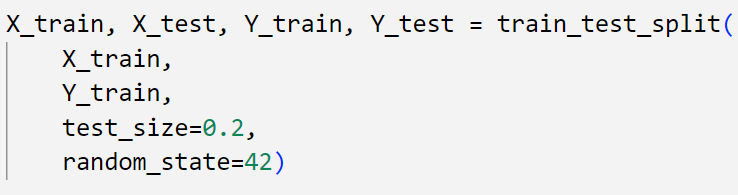 X_train, X_test, Y_train, Y_test = train_test_split(
    X_train,
    Y_train,
    test_size=0.2,
    random_state=42)